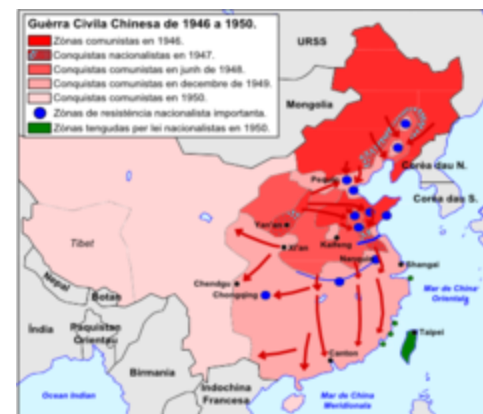 Guèrra Civila Chinesa de 1946 a 1950.
Zònas comunistas en 1946.
Conquistas nacionalistas en 1947.
Conquistas comunistas en junh de 1948.
Conquistas comunistas en decembre de 1949.
Conquistas comunistas en 1950.
Zònas de resisténcia nacionalista importanta.
Zònas tengudas per lei nacionalistas en 1950.
URSS
Mongolia
Corèa dau N.
Corèa dau S.
Yan'an
Xi'an
Kaifeng
Shangai
Tibet
Chengdu
Chongqing
Nepal
Botan
Índia
Paquistan
Orientau
Birmania
Indochina
Francesa
Canton
Taipei
Mar de China
Orientala
Mar de China
Meridionala
Ocean Indian